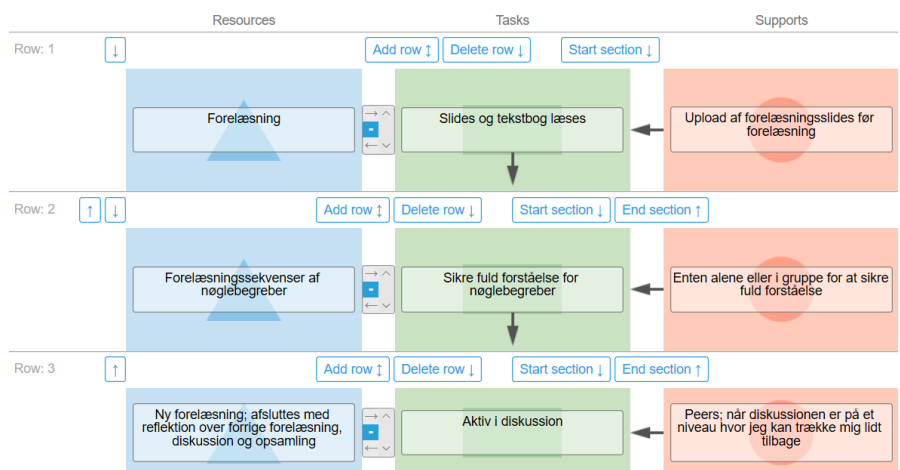 Resources Tasks Supports
Row: 1 ↓ Add row ↕ Delete row ↓ Start section ↓
Forelæsning
→ ^
-
← ⌄
Slides og tekstbog læses
Upload af forelæsningsslides før
forelæsning
Row: 2 ↑ ↓ Add row ↕ Delete row ↓ Start section ↓ End section ↑
Forelæsningssekvenser af
nøglebegreber
→ ^
-
← ⌄
Sikre fuld forståelse for
nøglebegreber
Enten alene eller i gruppe for at sikre
fuld forståelse
Row: 3 ↑ Add row ↕ Delete row ↓ Start section ↓ End section ↑
Ny forelæsning; afsluttes med
reflektion over forrige forelæsning,
diskussion og opsamling
→ ^
-
← ⌄
Aktiv i diskussion
Peers; når diskussionen er på et
niveau hvor jeg kan trække mig lidt
tilbage